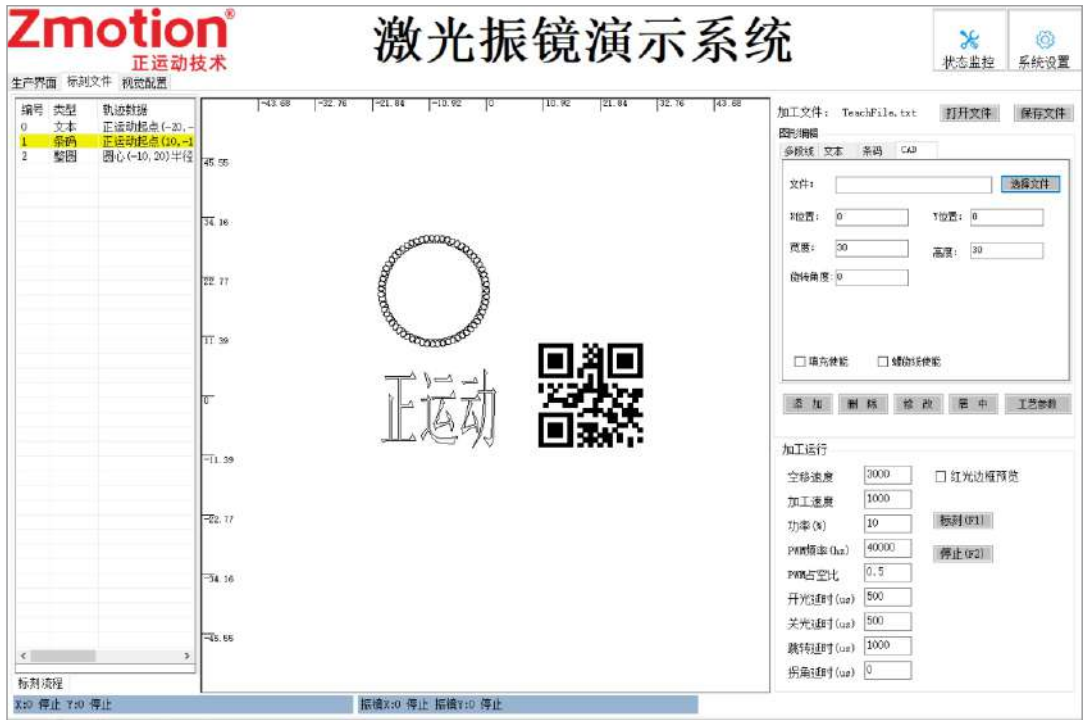 Zmotion®
正运动技术
激光振镜演示系统
状态监控
系统设置
生产界面 标刻文件 视觉配置
编号 类型 轨迹数据
0 文本 正运动起点(-20,-
1 条码 正运动起点(10,-1
2 整圆 圆心(-10,20)半径
-43.68 -32.76 -21.84 -10.92 0 10.92 21.84 32.76 43.68
45.55
34.16
22.77
11.39
0
-11.39
-22.77
-34.16
-45.55
正运动
加工文件: TeachFile.txt 打开文件 保存文件
图形编辑
多段线 文本 条码 CAD
文件: 选择文件
X位置: 0 Y位置: 0
宽度: 30 高度: 30
旋转角度: 0
填充使能 螺旋线使能
添加 删除 修改 居中 工艺参数
加工运行
空移速度 3000 红光边框预览
加工速度 1000
功率(%) 10 标刻(F1)
PWM频率(hz) 40000 停止(F2)
PWM占空比 0.5
开光延时(us) 500
关光延时(us) 500
跳转延时(us) 1000
拐角延时(us) 0
标刻流程
X:0 停止 Y:0 停止 振镜X:0 停止 振镜Y:0 停止